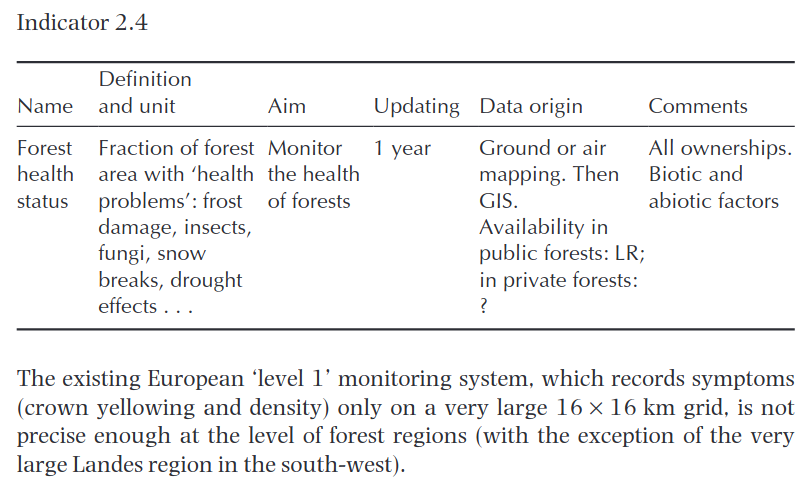 Indicator 2.4
Definition
Name and unit Aim Updating Data origin Comments
Forest Fraction of forest Monitor 1 year Ground or air All ownerships.
health area with ‘health the health mapping. Then Biotic and
status problems’: frost of forests GIS. abiotic factors
damage, insects, Availability in
fungi, snow public forests: LR;
breaks, drought in private forests:
effects . . . ?
The existing European ‘level 1’ monitoring system, which records symptoms
(crown yellowing and density) only on a very large 16 × 16 km grid, is not
precise enough at the level of forest regions (with the exception of the very
large Landes region in the south-west).